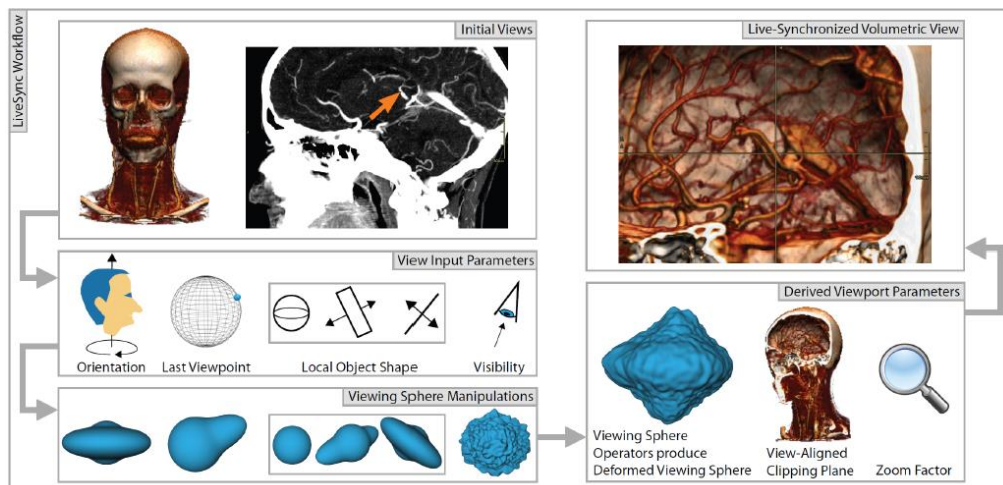 LiveSync Workflow
Initial Views
Live-Synchronized Volumetric View
View Input Parameters
Orientation
Last Viewpoint
Local Object Shape
Visibility
Viewing Sphere Manipulations
Derived Viewport Parameters
Viewing Sphere
Operators produce
Deformed Viewing Sphere
View-Aligned
Clipping Plane
Zoom Factor